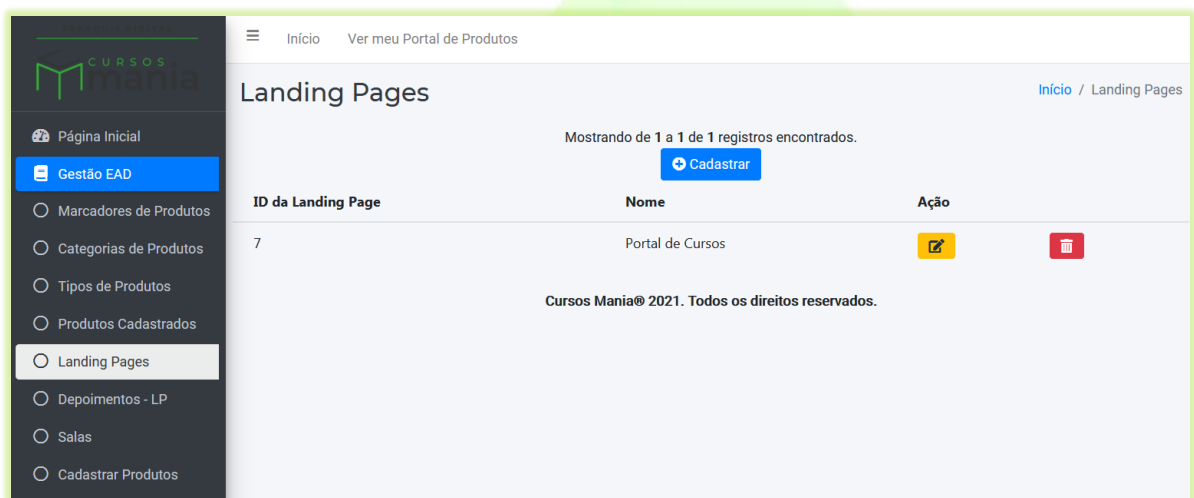 CURSOS
mania
Início Ver meu Portal de Produtos
Landing Pages
Início / Landing Pages
Mostrando de 1 a 1 de 1 registros encontrados.
Cadastrar
ID da Landing Page Nome Ação
7 Portal de Cursos
Cursos Mania® 2021. Todos os direitos reservados.
Página Inicial
Gestão EAD
Marcadores de Produtos
Categorias de Produtos
Tipos de Produtos
Produtos Cadastrados
Landing Pages
Depoimentos - LP
Salas
Cadastrar Produtos